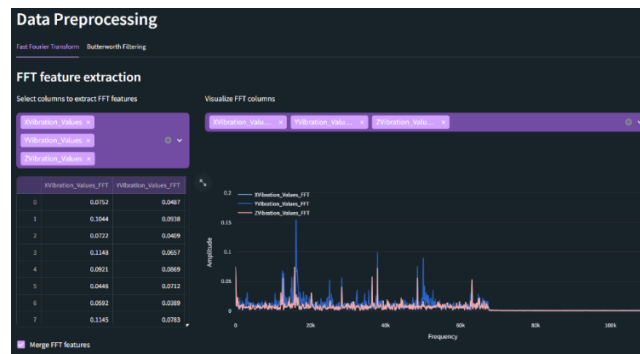 Data Preprocessing
Fast Fourier Transform Butterworth Filtering
FFT feature extraction
Select columns to extract FFT features
Visualize FFT columns
XVibration_Values ×
YVibration_Values ×
ZVibration_Values ×
XVibration_Valu... × YVibration_Valu... × ZVibration_Valu... ×
XVibration_Values_FFT YVibration_Values_FFT
0 0.0752 0.0487
1 0.1044 0.0938
2 0.0722 0.0409
3 0.1148 0.0657
4 0.0921 0.0869
5 0.0446 0.0712
6 0.0592 0.0389
7 0.1145 0.0783
Merge FFT features
XVibration_Values_FFT
YVibration_Values_FFT
ZVibration_Values_FFT
Amplitude
0.2
0.15
0.1
0.05
0
0 20k 40k 60k 80k 100k
Frequency